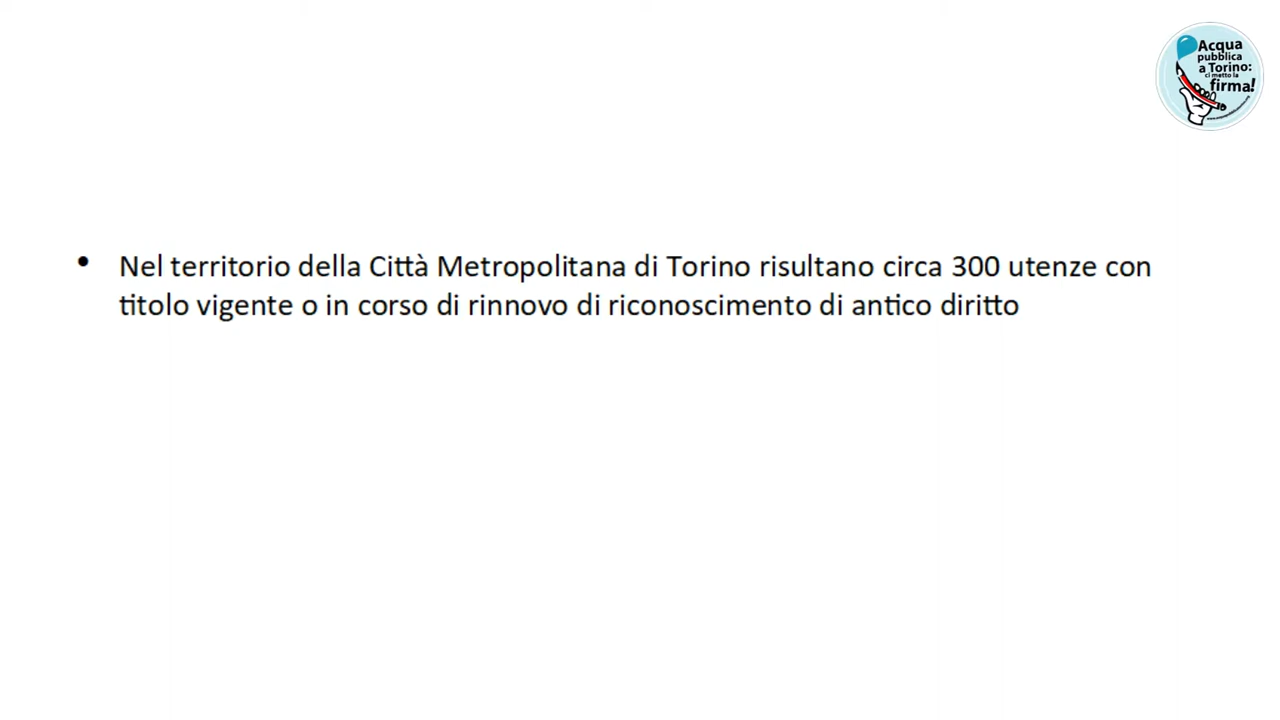 Acqua
pubblica
a Torino:
ci metto la
firma!
• Nel territorio della Città Metropolitana di Torino risultano circa 300 utenze con
titolo vigente o in corso di rinnovo di riconoscimento di antico diritto